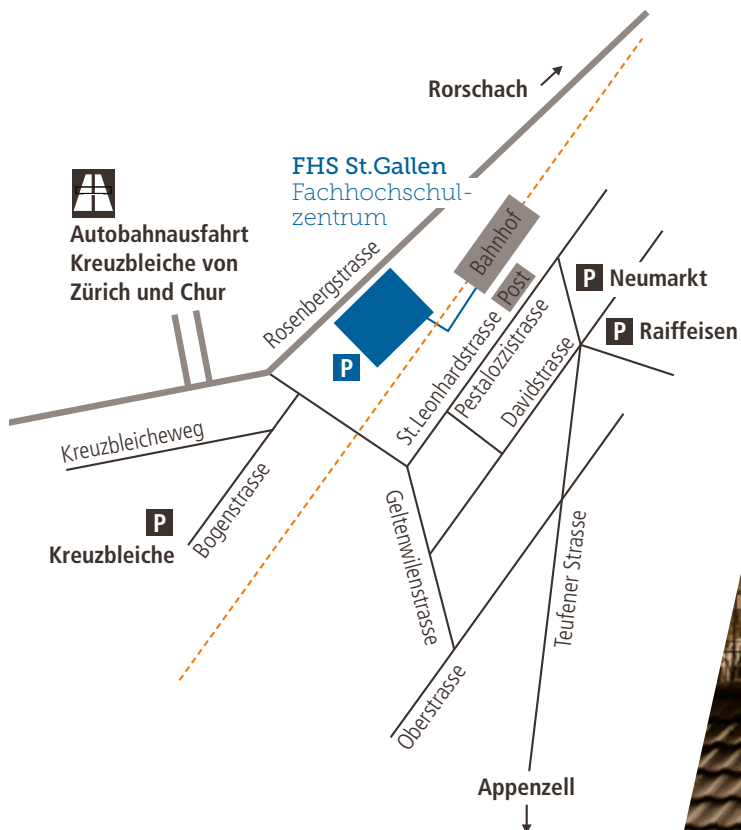 Rorschach
FHS St.Gallen
Fachhochschul-
zentrum
Autobahnausfahrt
Kreuzbleiche von
Zürich und Chur
Rosenbergstrasse
Bahnhof
Post
P Neumarkt
P Raiffeisen
P
St.Leonhardstrasse
Pestalozzistrasse
Davidstrasse
Kreuzbleicheweg
Bogenstrasse
P
Kreuzbleiche
Geltenwilenstrasse
Teufener Strasse
Oberstrasse
Appenzell